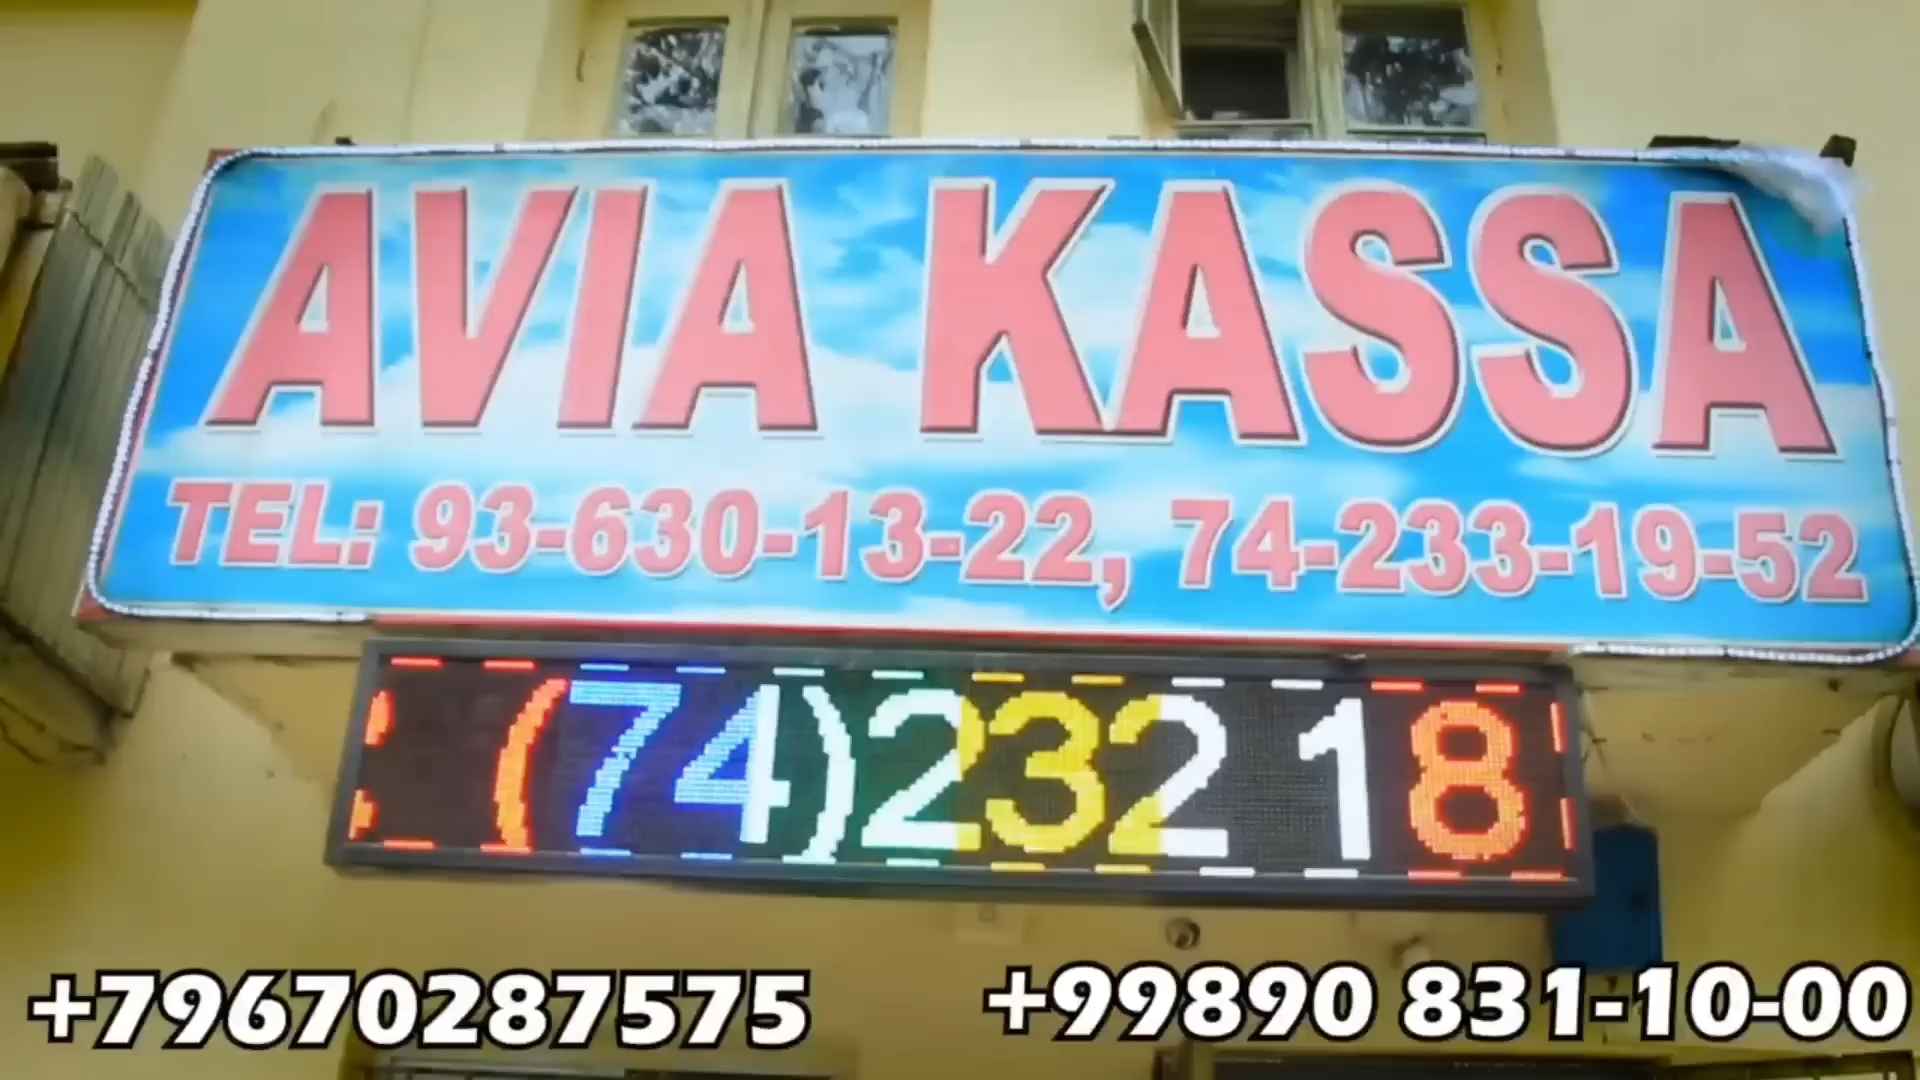 AVIA KASSA
TEL: 93-630-13-22, 74-233-19-52
(74)232 18
+79670287575
+99890 831-10-00